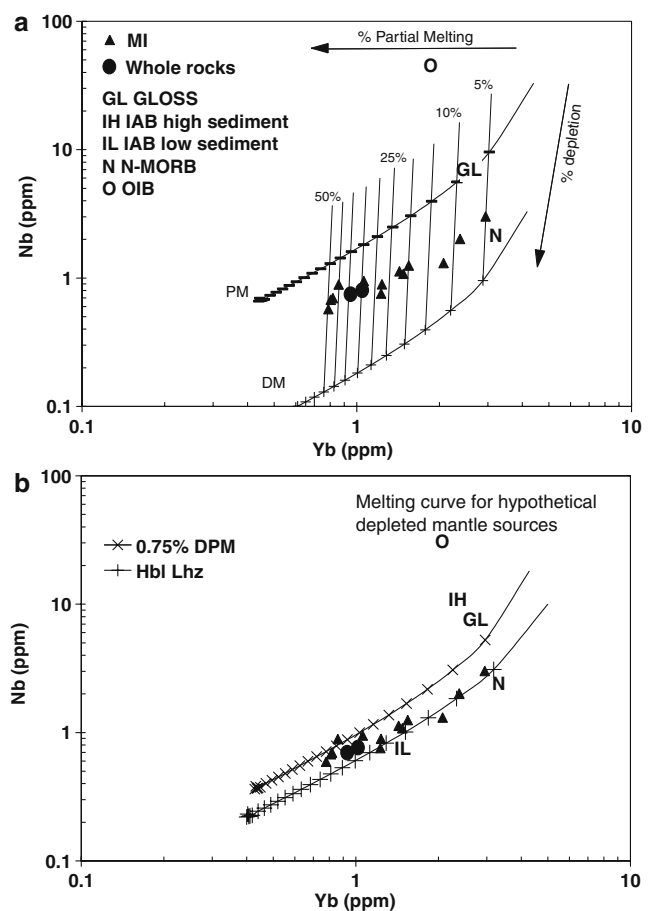 a
100
10
1
0.1
Nb (ppm)
% Partial Melting
MI
Whole rocks
GL GLOSS
IH IAB high sediment
IL IAB low sediment
N N-MORB
O OIB
O
5%
10%
25%
50%
GL
N
% depletion
PM
DM
0.1
1
10
Yb (ppm)
b
100
10
1
0.1
Nb (ppm)
Melting curve for hypothetical
depleted mantle sources
O
0.75% DPM
Hbl Lhz
IH
GL
N
IL
0.1
1
10
Yb (ppm)